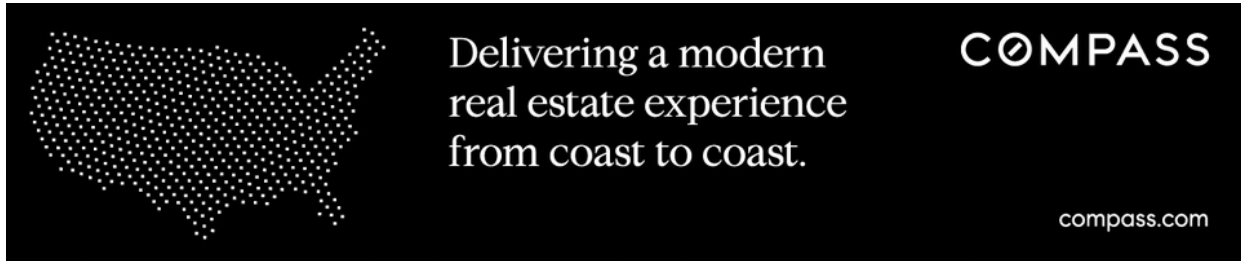 Delivering a modern
real estate experience
from coast to coast.
COMPASS
compass.com